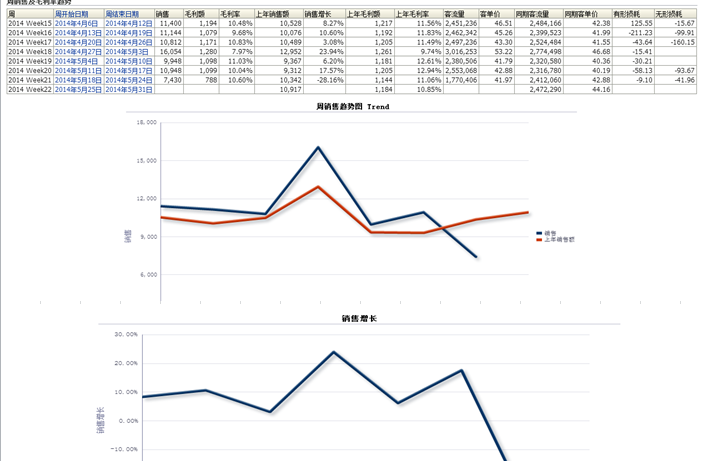 周销售及毛利率趋势
周 周开始日期 周结束日期 销售 毛利额 毛利率 上年销售额 销售增长 上年毛利额 上年毛利率 客流量 客单价 同期客流量 同期客单价 有形损耗 无形损耗
2014 Week15 2014年4月6日 2014年4月12日 11,400 1,194 10.48% 10,528 8.27% 1,217 11.56% 2,451,236 46.51 2,484,166 42.38 125.55 -15.67
2014 Week16 2014年4月13日 2014年4月19日 11,144 1,079 9.68% 10,076 10.60% 1,192 11.83% 2,462,342 45.26 2,399,523 41.99 -211.23 -99.91
2014 Week17 2014年4月20日 2014年4月26日 10,812 1,171 10.83% 10,489 3.08% 1,205 11.49% 2,497,236 43.30 2,524,484 41.55 -43.64 -160.15
2014 Week18 2014年4月27日 2014年5月3日 16,054 1,280 7.97% 12,952 23.94% 1,261 9.74% 3,016,253 53.22 2,774,498 46.68 -15.41
2014 Week19 2014年5月4日 2014年5月10日 9,948 1,098 11.03% 9,367 6.20% 1,181 12.61% 2,380,506 41.79 2,320,580 40.36 -30.21
2014 Week20 2014年5月11日 2014年5月17日 10,948 1,099 10.04% 9,312 17.57% 1,205 12.94% 2,553,068 42.88 2,316,780 40.19 -58.13 -93.67
2014 Week21 2014年5月18日 2014年5月24日 7,430 788 10.60% 10,342 -28.16% 1,144 11.06% 1,770,406 41.97 2,412,060 42.88 -9.10 -41.96
2014 Week22 2014年5月25日 2014年5月31日 10,917 1,184 10.85% 2,472,290 44.16
周销售趋势图 Trend
18,000
15,000
12,000
9,000
6,000
销售
销售
上年销售额
销售增长
30.00%
20.00%
10.00%
0.00%
-10.00%
销售增长